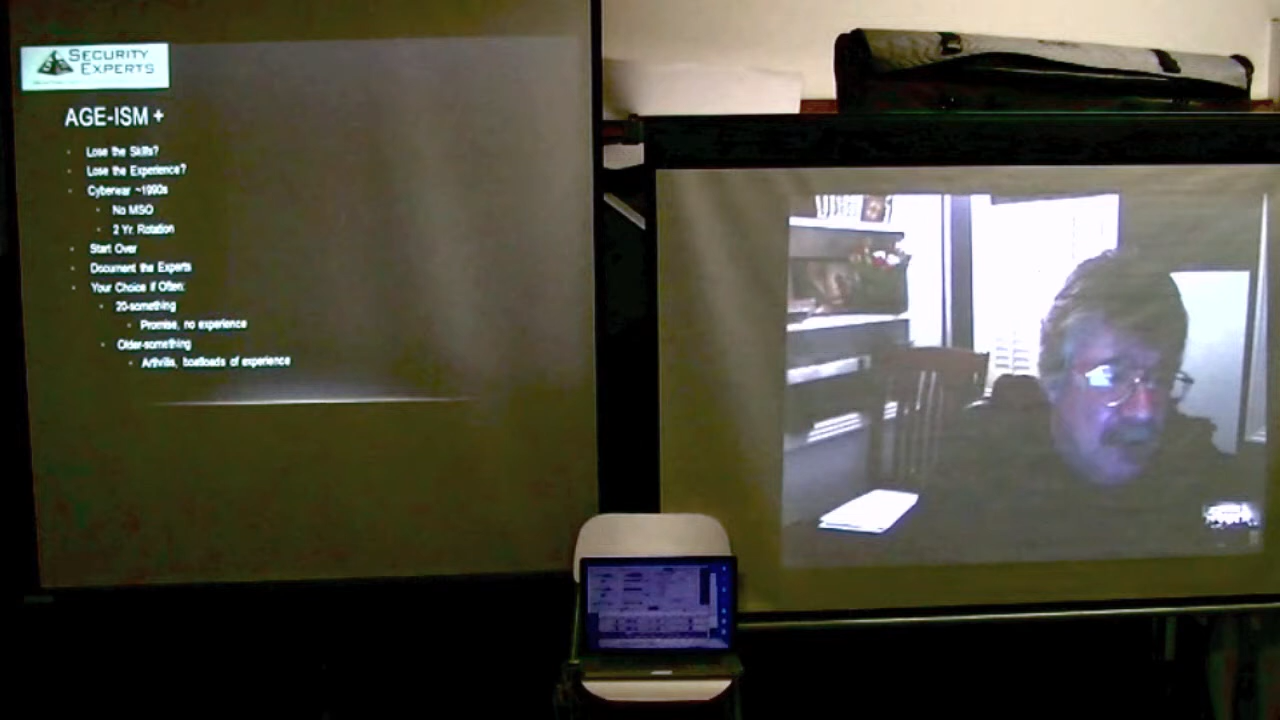 SECURITY
EXPERTS
AGE-ISM +
Lose the Skills?
Lose the Experience?
Cyberwar ~1990s
No MSO
2 Yr. Rotation
Start Over
Document the Experts
Your Choice if Often:
20-something
Promise, no experience
Older-something
Arthritis, boatloads of experience